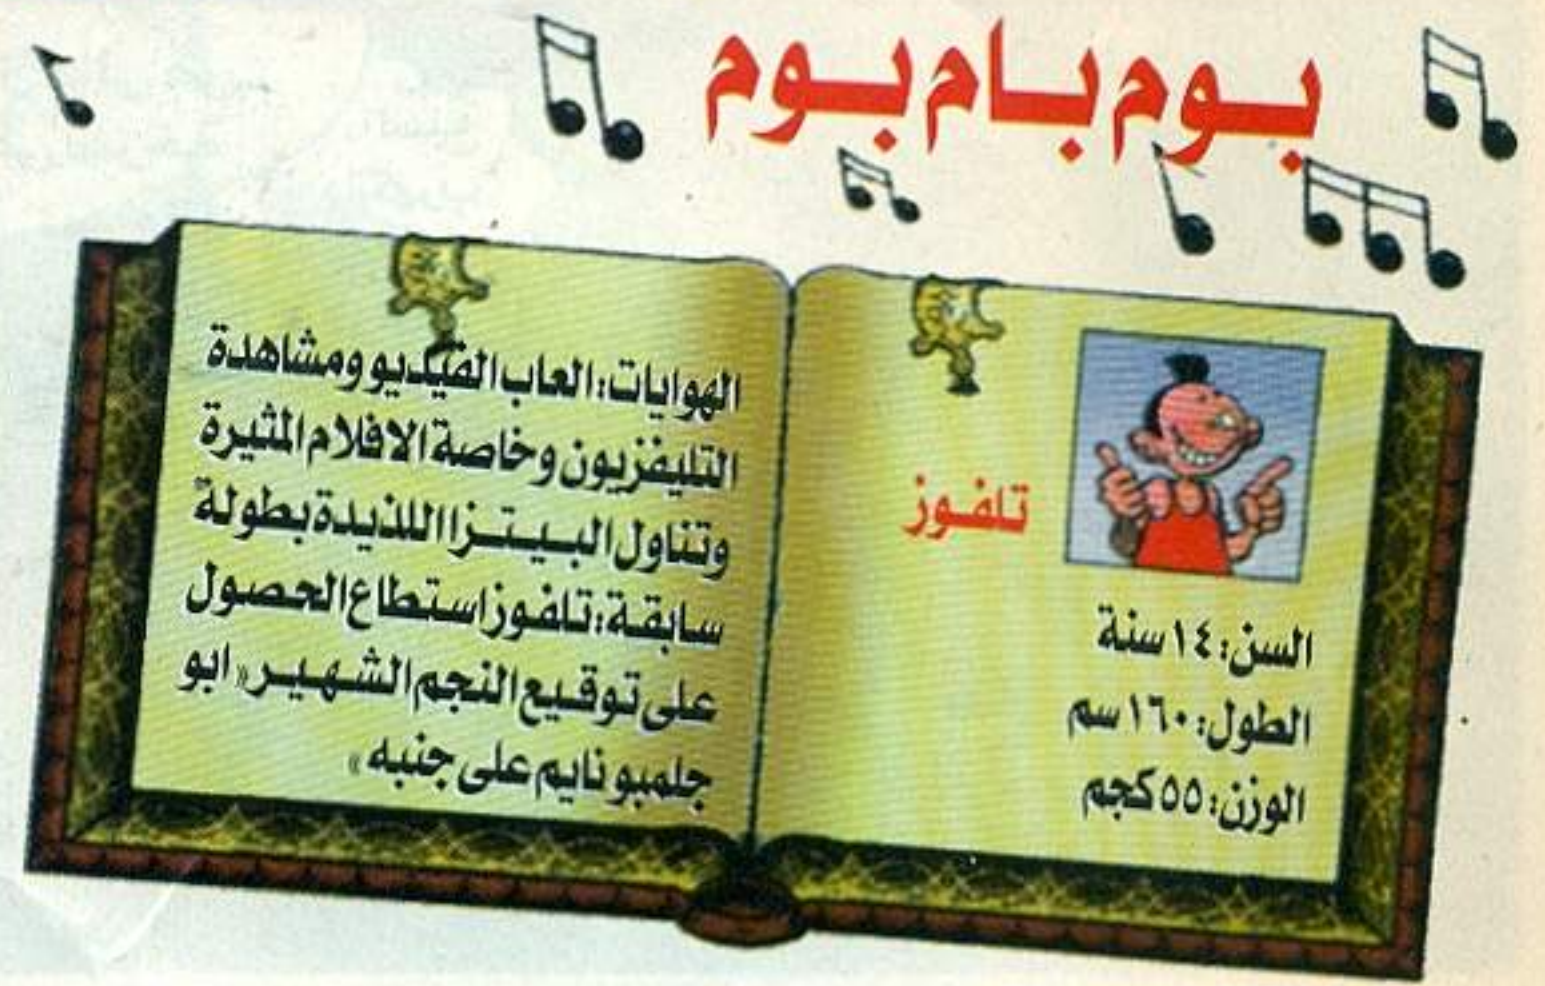 بوم بام بوم
تلفوز
السن: ١٤ سنة
الطول: ١٦٠ سم
الوزن: ٥٥ كجم
الهوايات: العاب الفيديو ومشاهدة
التليفزيون وخاصة الافلام المثيرة
وتناول البيتزا اللذيدة بطولة
سابقة: تلفوز استطاع الحصول
على توقيع النجم الشهير « ابو
جلمبو نايم على جنبه »